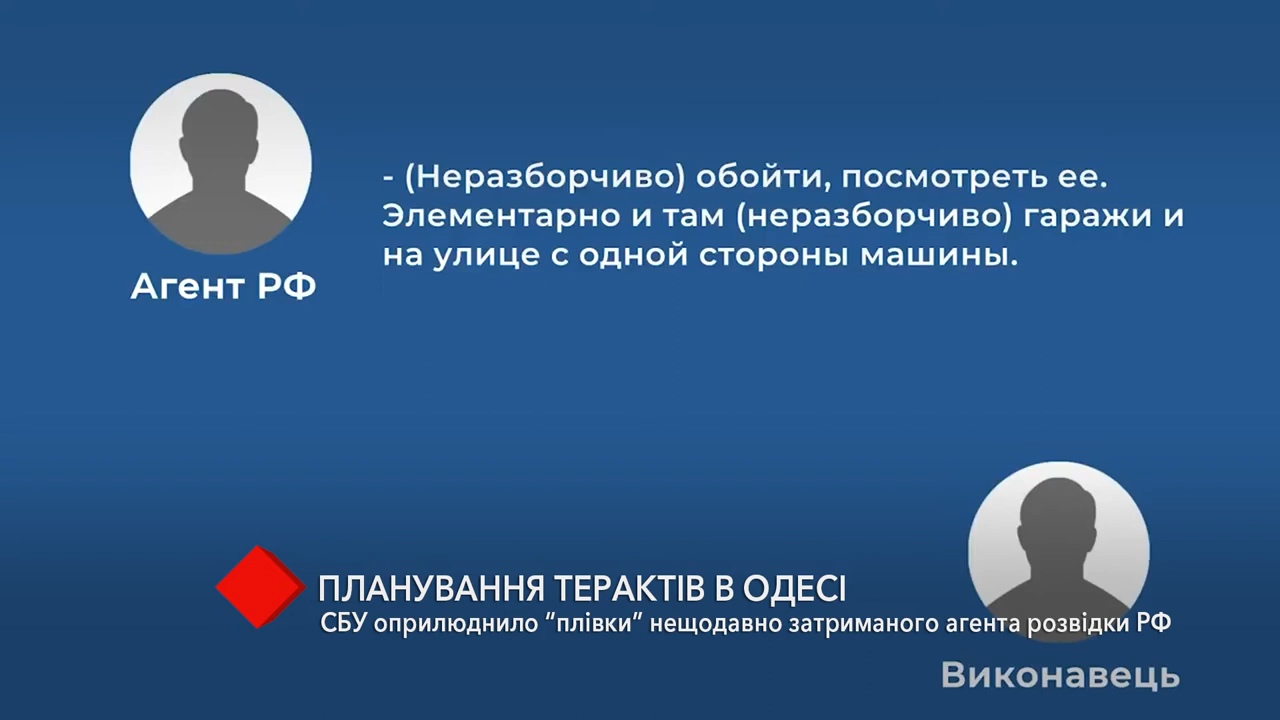 - (Неразборчиво) обойти, посмотреть ее.
Элементарно и там (неразборчиво) гаражи и
на улице с одной стороны машины.
Агент РФ
ПЛАНУВАННЯ ТЕРАКТІВ В ОДЕСІ
СБУ оприлюднило “плівки” нещодавно затриманого агента розвідки РФ
Виконавець